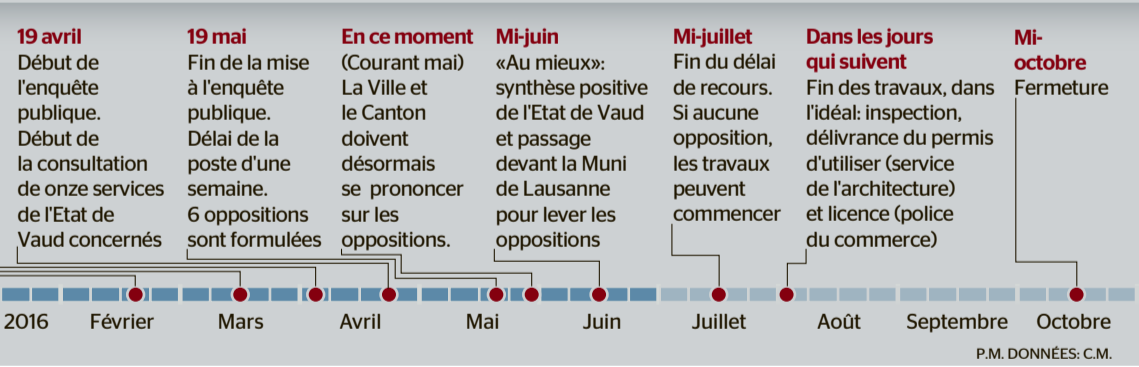 19 avril
Début de
l'enquête
publique.
Début de
la consultation
de onze services
de l'Etat de
Vaud concernés
19 mai
Fin de la mise
à l'enquête
publique.
Délai de la
poste d'une
semaine.
6 oppositions
sont formulées
En ce moment
(Courant mai)
La Ville et
le Canton
doivent
désormais
se prononcer
sur les
oppositions.
Mi-juin
«Au mieux»:
synthèse positive
de l'Etat de Vaud
et passage
devant la Muni
de Lausanne
pour lever les
oppositions
Mi-juillet
Fin du délai
de recours.
Si aucune
opposition,
les travaux
peuvent
commencer
Dans les jours
qui suivent
Fin des travaux, dans
l'idéal: inspection,
délivrance du permis
d'utiliser (service
de l'architecture)
et licence (police
du commerce)
Mi-
octobre
Fermeture
2016 Février Mars Avril Mai Juin Juillet Août Septembre Octobre
P.M. DONNÉES: C.M.